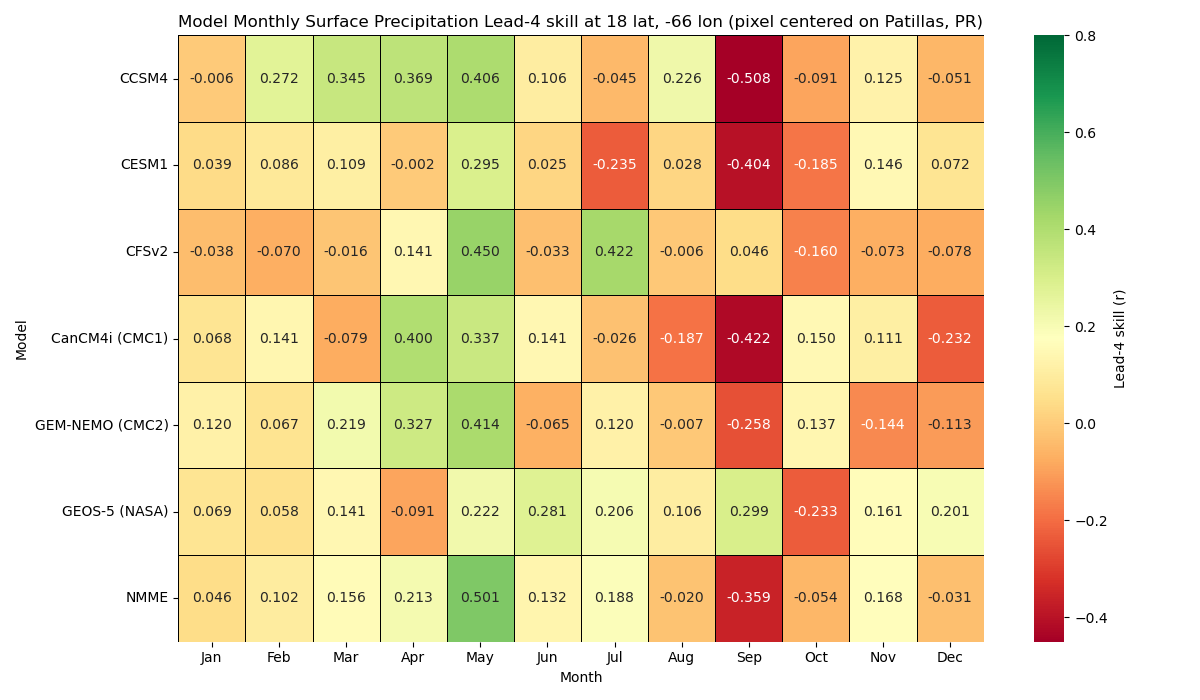 Model Monthly Surface Precipitation Lead-4 skill at 18 lat, -66 lon (pixel centered on Patillas, PR)
Model
CCSM4 -0.006 0.272 0.345 0.369 0.406 0.106 -0.045 0.226 -0.508 -0.091 0.125 -0.051
CESM1 0.039 0.086 0.109 -0.002 0.295 0.025 -0.235 0.028 -0.404 -0.185 0.146 0.072
CFSv2 -0.038 -0.070 -0.016 0.141 0.450 -0.033 0.422 -0.006 0.046 -0.160 -0.073 -0.078
CanCM4i (CMC1) 0.068 0.141 -0.079 0.400 0.337 0.141 -0.026 -0.187 -0.422 0.150 0.111 -0.232
GEM-NEMO (CMC2) 0.120 0.067 0.219 0.327 0.414 -0.065 0.120 -0.007 -0.258 0.137 -0.144 -0.113
GEOS-5 (NASA) 0.069 0.058 0.141 -0.091 0.222 0.281 0.206 0.106 0.299 -0.233 0.161 0.201
NMME 0.046 0.102 0.156 0.213 0.501 0.132 0.188 -0.020 -0.359 -0.054 0.168 -0.031
Jan Feb Mar Apr May Jun Jul Aug Sep Oct Nov Dec
Month
0.8
0.6
0.4
0.2
0.0
−0.2
−0.4
Lead-4 skill (r)